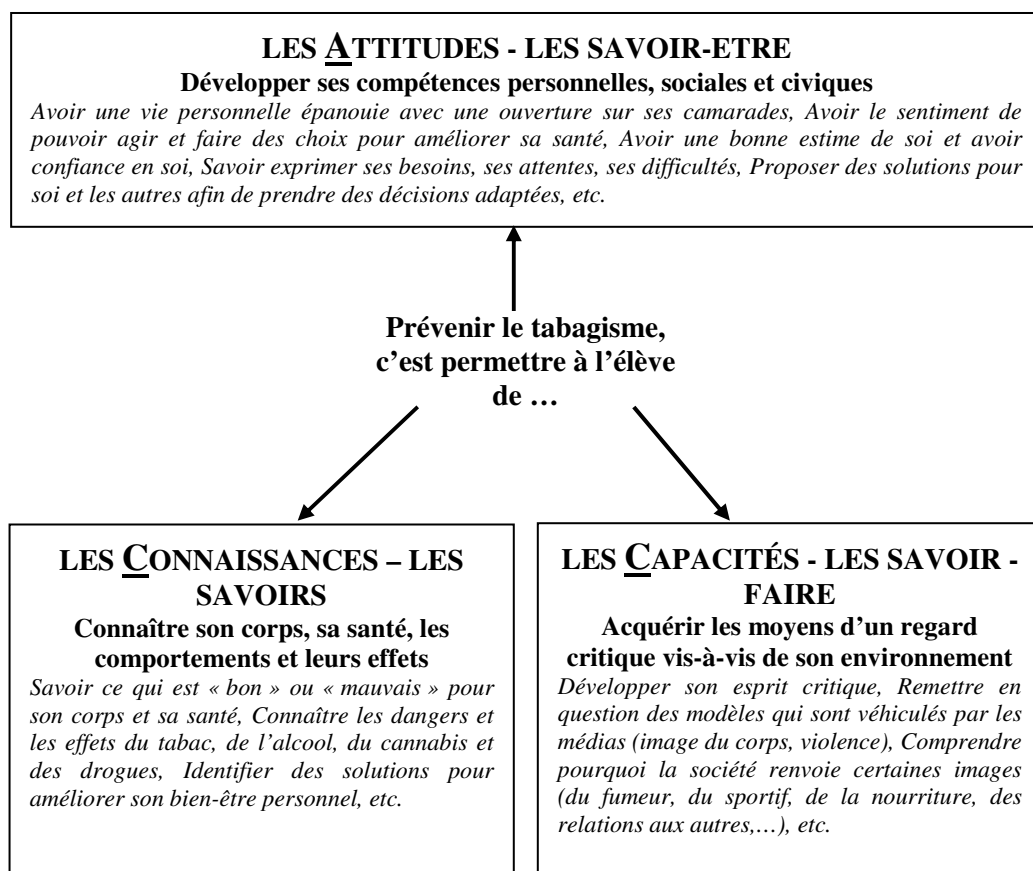 LES ATTITUDES - LES SAVOIR-ETRE
Développer ses compétences personnelles, sociales et civiques
Avoir une vie personnelle épanouie avec une ouverture sur ses camarades, Avoir le sentiment de
pouvoir agir et faire des choix pour améliorer sa santé, Avoir une bonne estime de soi et avoir
confiance en soi, Savoir exprimer ses besoins, ses attentes, ses difficultés, Proposer des solutions pour
soi et les autres afin de prendre des décisions adaptées, etc.
Prévenir le tabagisme,
c’est permettre à l’élève
de …
LES CONNAISSANCES – LES
SAVOIRS
Connaître son corps, sa santé, les
comportements et leurs effets
Savoir ce qui est « bon » ou « mauvais » pour
son corps et sa santé, Connaître les dangers et
les effets du tabac, de l’alcool, du cannabis et
des drogues, Identifier des solutions pour
améliorer son bien-être personnel, etc.
LES CAPACITÉS - LES SAVOIR -
FAIRE
Acquérir les moyens d’un regard
critique vis-à-vis de son environnement
Développer son esprit critique, Remettre en
question des modèles qui sont véhiculés par les
médias (image du corps, violence), Comprendre
pourquoi la société renvoie certaines images
(du fumeur, du sportif, de la nourriture, des
relations aux autres,…), etc.